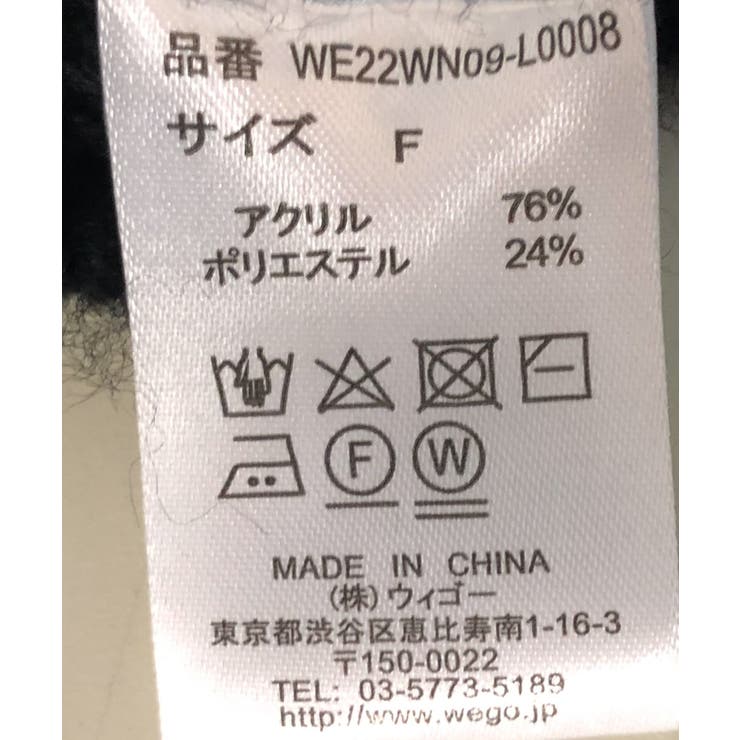 品番 WE22WN09-L0008
サイズ F
アクリル 76%
ポリエステル 24%
F W
MADE IN CHINA
(株)ウィゴー
東京都渋谷区恵比寿南1-16-3
〒150-0022
TEL: 03-5773-5189
http://www.wego.jp